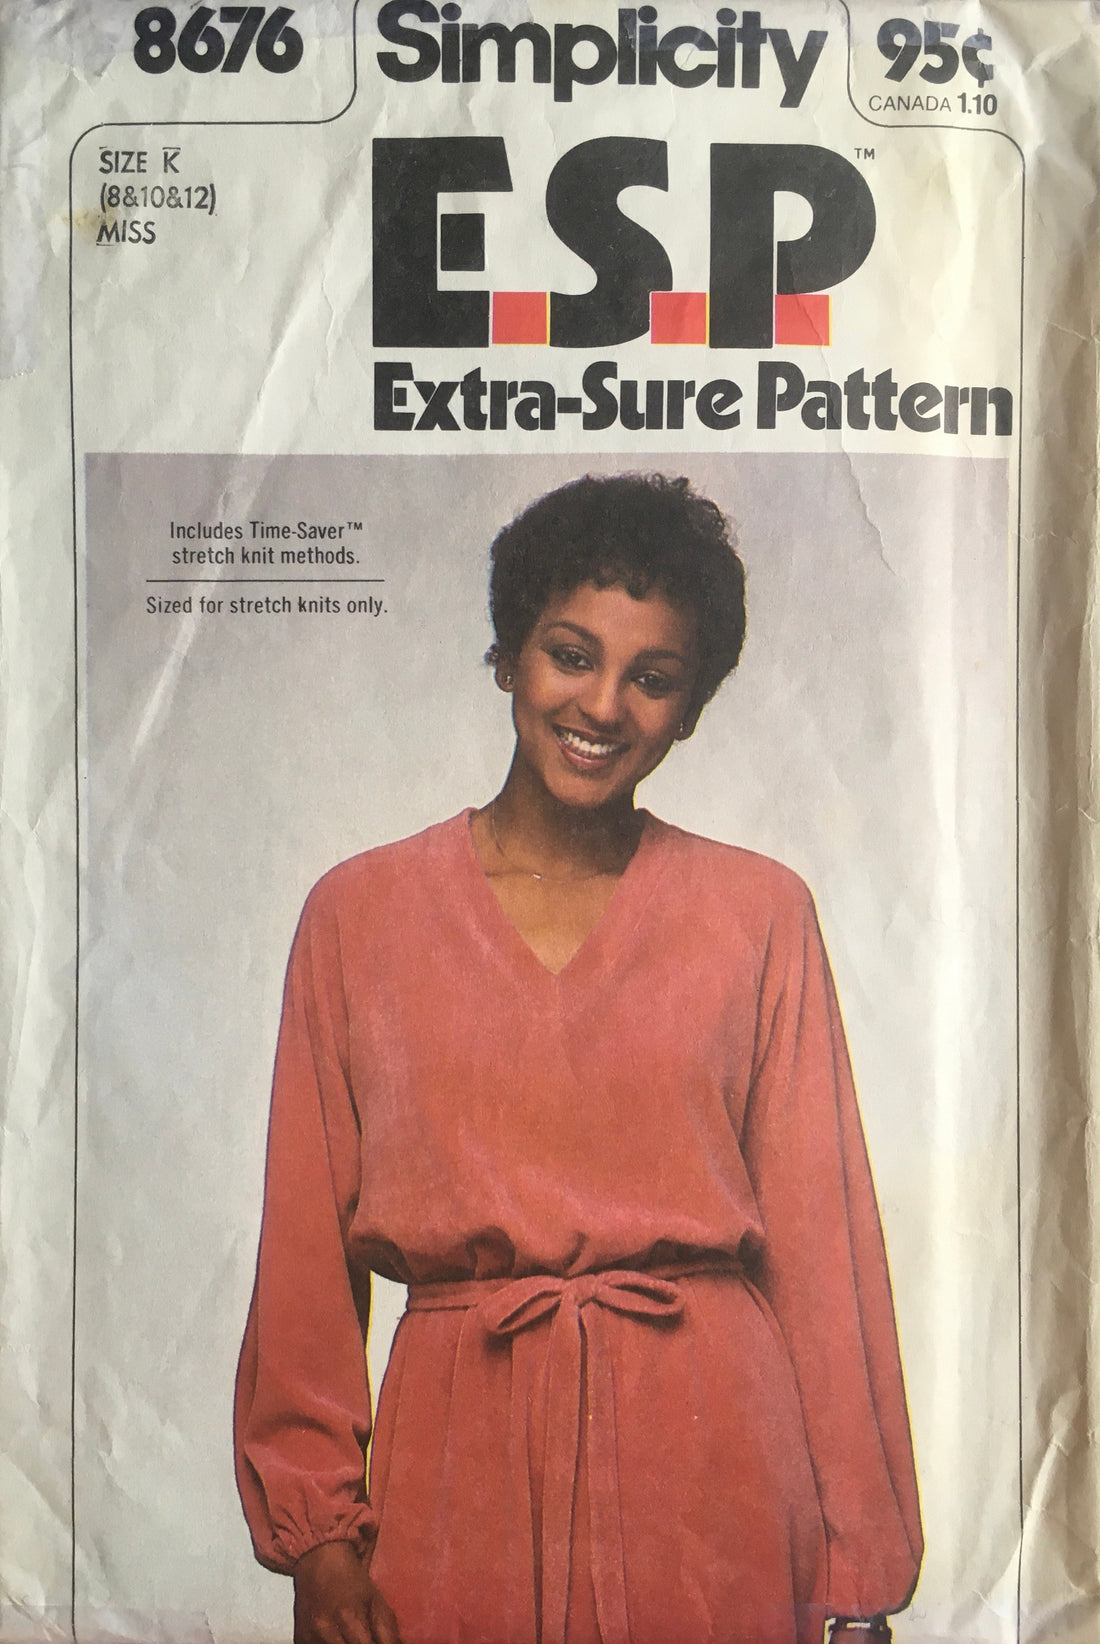 8676
Simplicity
95¢
CANADA 1.10
SIZE K
(8&10&12)
MISS
E.S.P.™
Extra-Sure Pattern
Includes Time-Saver™
stretch knit methods.
Sized for stretch knits only.